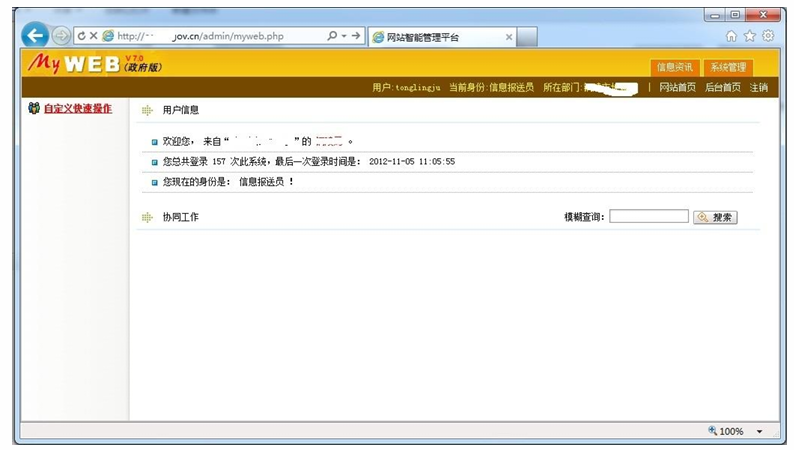 http://
jov.cn/admin/myweb.php
网站智能管理平台
My WEB V7.0 (政府版)
信息资讯 系统管理
用户:tonglingju 当前身份:信息报送员 所在部门: | 网站首页 后台首页 注销
自定义快速操作
用户信息
欢迎您, 来自“ ”的 。
您总共登录 157 次此系统,最后一次登录时间是: 2012-11-05 11:05:55
您现在的身份是: 信息报送员 !
协同工作
模糊查询: 搜索
100%